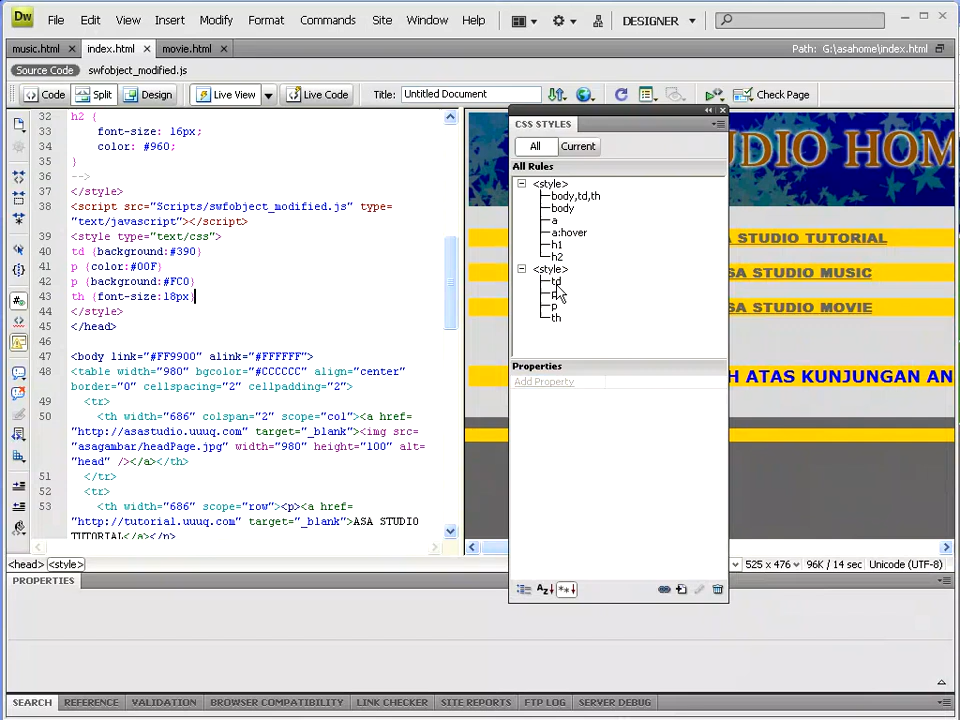 Dw File Edit View Insert Modify Format Commands Site Window Help DESIGNER
music.html index.html movie.html Path: G:\asahome\index.html
Source Code swfobject_modified.js
Code Split Design Live View Live Code Title: Untitled Document Check Page
32 h2 {
33 font-size: 16px;
34 color: #960;
35 }
36 -->
37 </style>
38 <script src="Scripts/swfobject_modified.js" type=
"text/javascript"></script>
39 <style type="text/css">
40 td {background:#390}
41 p {color:#00F}
42 p {background:#FC0}
43 th {font-size:18px}
44 </style>
45 </head>
46
47 <body link="#FF9900" alink="#FFFFFF">
48 <table width="980" bgcolor="#CCCCCC" align="center"
border="0" cellspacing="2" cellpadding="2">
49 <tr>
50 <th width="686" colspan="2" scope="col"><a href=
"http://asastudio.uuuq.com" target="_blank"><img src=
"asagambar/headPage.jpg" width="980" height="100" alt=
"head" /></a></th>
51 </tr>
52 <tr>
53 <th width="686" scope="row"><p><a href=
"http://tutorial.uuuq.com" target="_blank">ASA STUDIO
TUTORIAL</a></p>
CSS STYLES
All Current
All Rules
<style>
body,td,th
body
a
a:hover
h1
h2
<style>
td
p
p
th
Properties
Add Property
UDIO HOM
A STUDIO TUTORIAL
SA STUDIO MUSIC
SA STUDIO MOVIE
H ATAS KUNJUNGAN AN
<head> <style> 525 x 476 96K / 14 sec Unicode (UTF-8)
PROPERTIES
SEARCH REFERENCE VALIDATION BROWSER COMPATIBILITY LINK CHECKER SITE REPORTS FTP LOG SERVER DEBUG